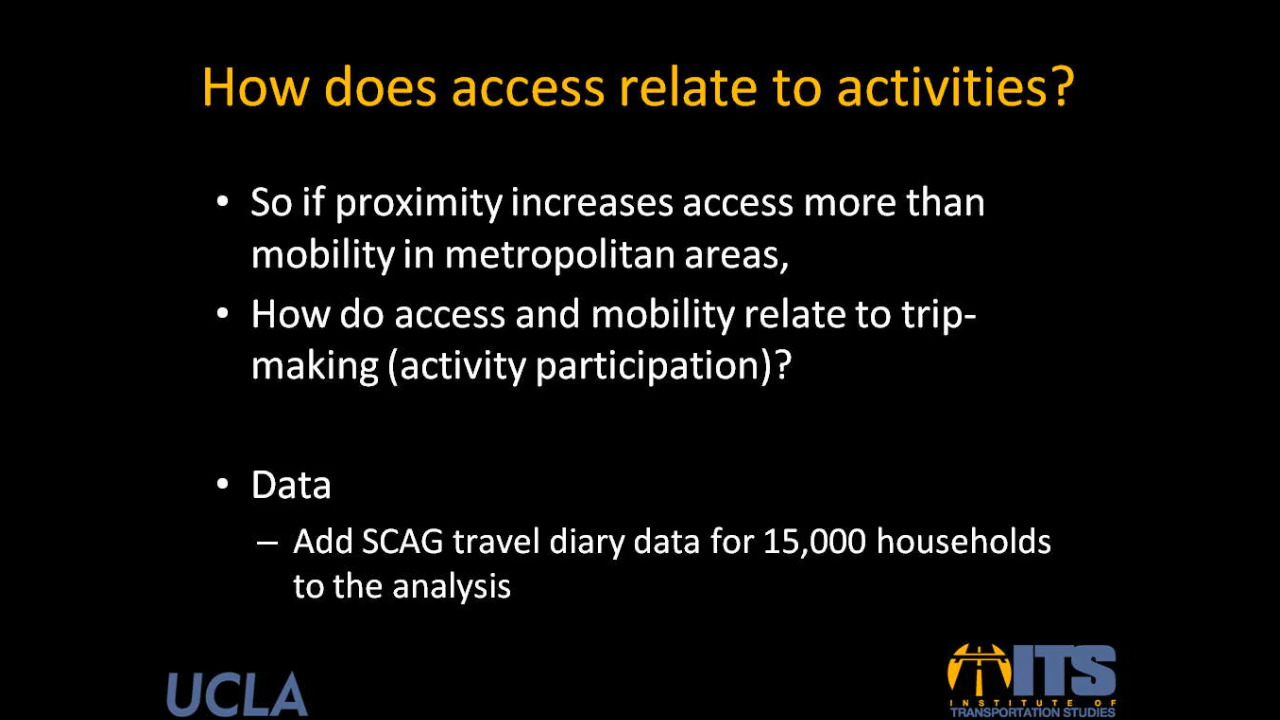 How does access relate to activities?
• So if proximity increases access more than
mobility in metropolitan areas,
• How do access and mobility relate to trip-
making (activity participation)?
• Data
– Add SCAG travel diary data for 15,000 households
to the analysis
UCLA
ITS
INSTITUTE OF
TRANSPORTATION STUDIES